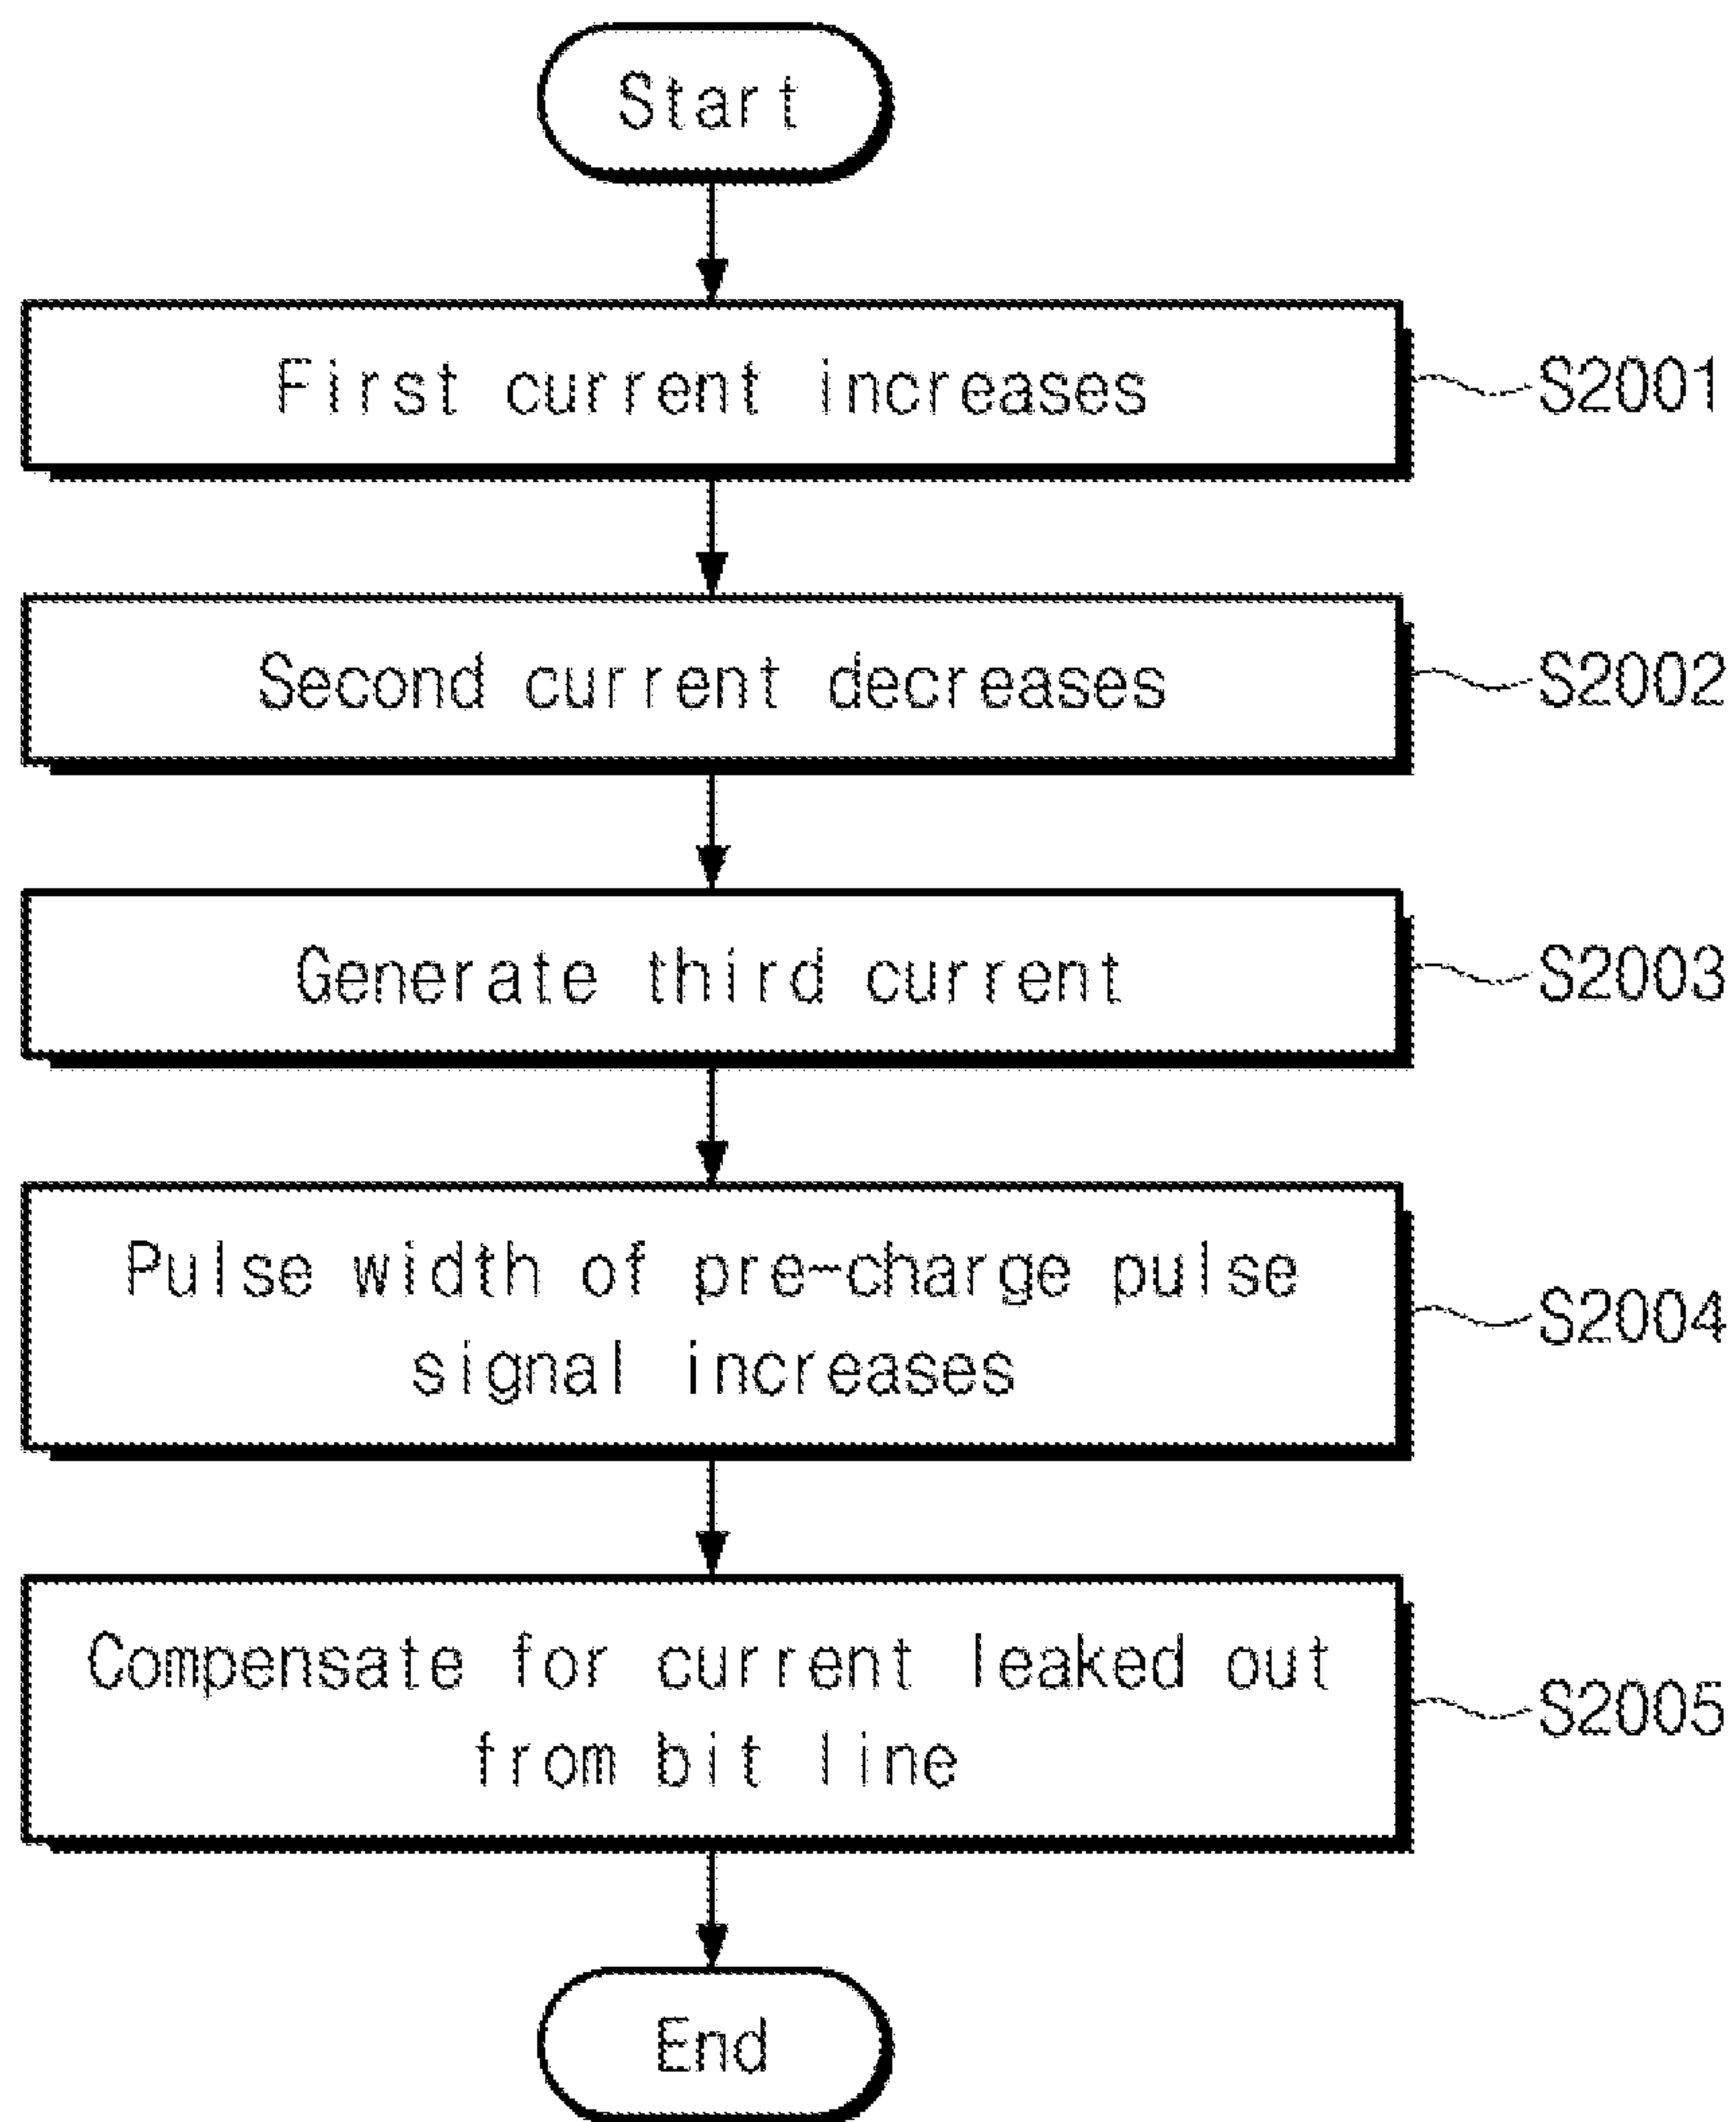 Start
First current increases
S2001
Second current decreases
S2002
Generate third current
S2003
Pulse width of pre-charge pulse
signal increases
S2004
Compensate for current leaked out
from bit line
S2005
End